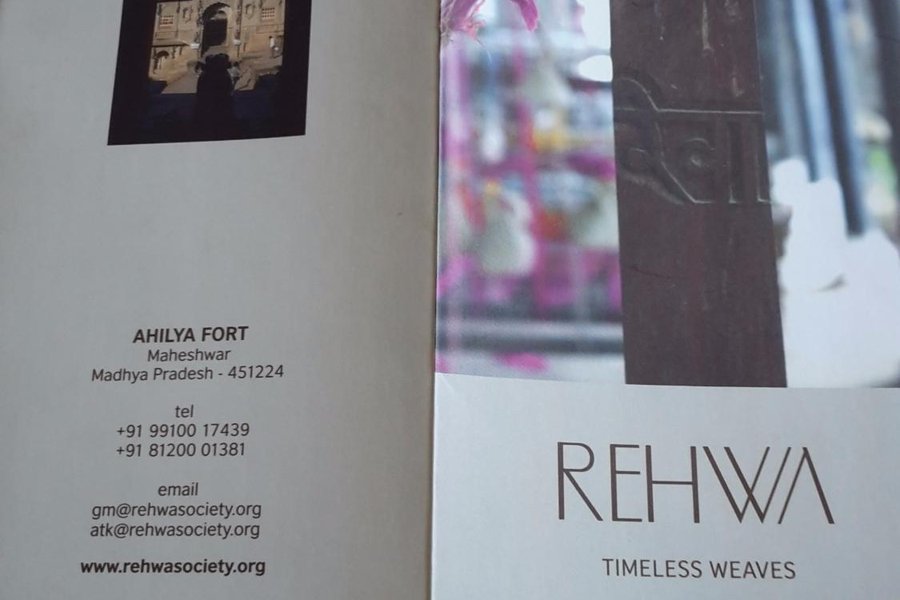 AHILYA FORT
Maheshwar
Madhya Pradesh - 451224
tel
+91 99100 17439
+91 81200 01381
email
gm@rehwasociety.org
atk@rehwasociety.org
www.rehwasociety.org
REHWA
TIMELESS WEAVES